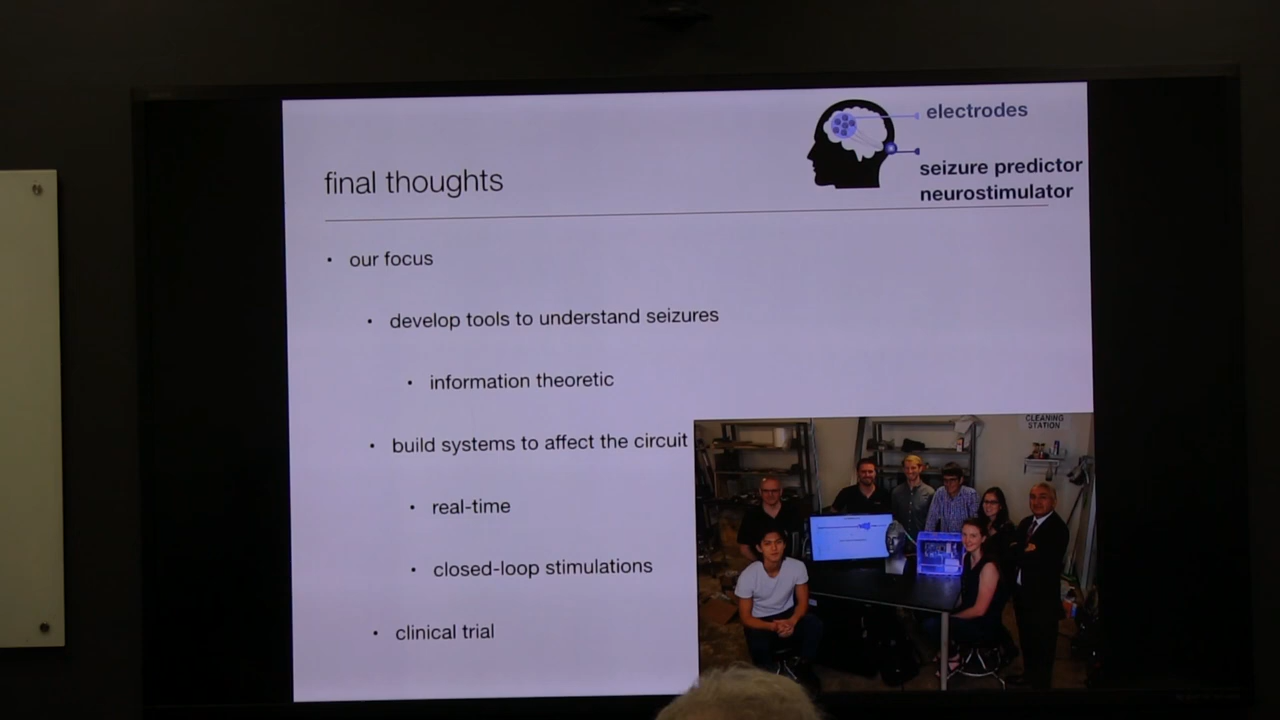 electrodes
seizure predictor
neurostimulator
final thoughts
• our focus
• develop tools to understand seizures
• information theoretic
• build systems to affect the circuit
• real-time
• closed-loop stimulations
• clinical trial
CLEANING
STATION